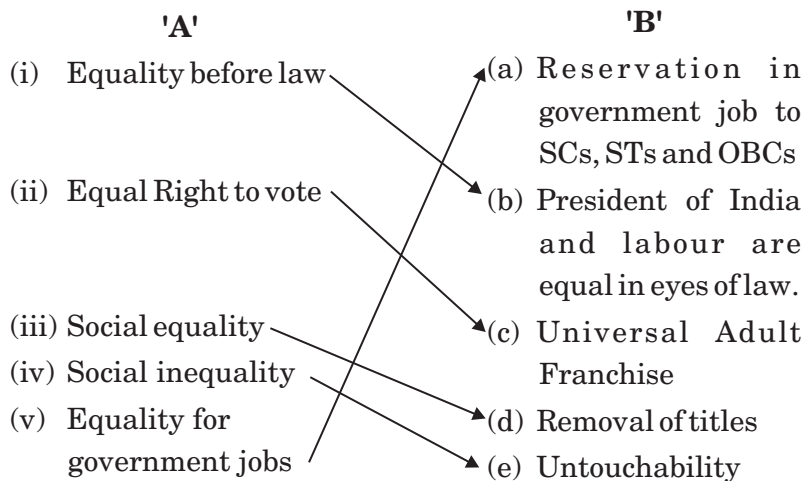 'A' 'B'
(i) Equality before law
(ii) Equal Right to vote
(iii) Social equality
(iv) Social inequality
(v) Equality for
government jobs
(a) Reservation in
government job to
SCs, STs and OBCs
(b) President of India
and labour are
equal in eyes of law.
(c) Universal Adult
Franchise
(d) Removal of titles
(e) Untouchability